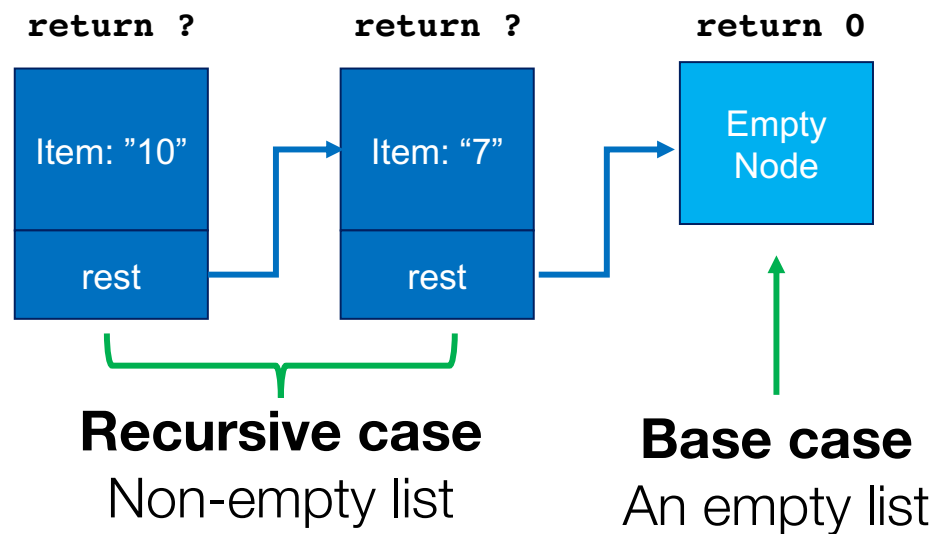 return ?
return ?
return 0
Item: ”10”
Item: “7”
Empty
Node
rest
rest
Recursive case
Non-empty list
Base case
An empty list